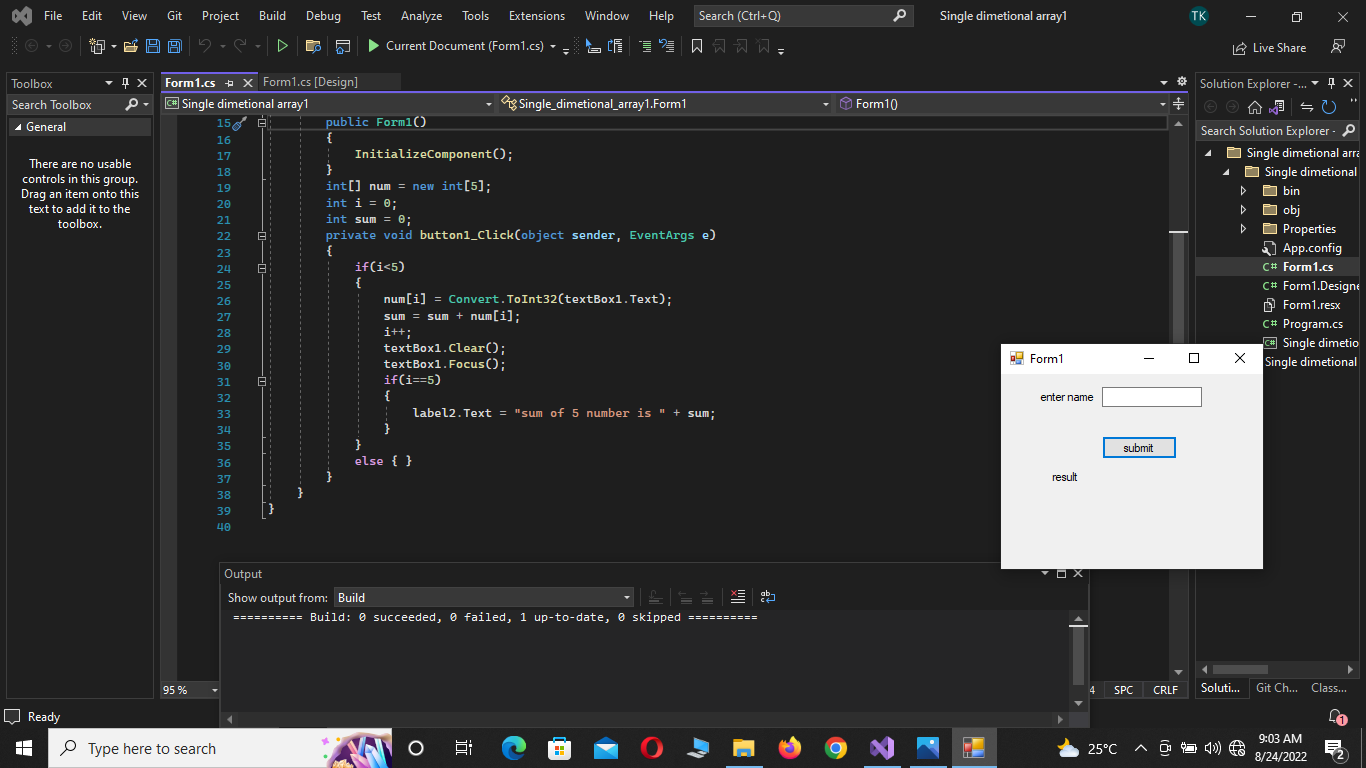 File Edit View Git Project Build Debug Test Analyze Tools Extensions Window Help Search (Ctrl+Q) Single dimetional array1 TK
Current Document (Form1.cs) Live Share
Toolbox
Search Toolbox
General
There are no usable
controls in this group.
Drag an item onto this
text to add it to the
toolbox.
Form1.cs Form1.cs [Design]
C# Single dimetional array1 Single_dimetional_array1.Form1 Form1()
15 public Form1()
16 {
17 InitializeComponent();
18 }
19 int[] num = new int[5];
20 int i = 0;
21 int sum = 0;
22 private void button1_Click(object sender, EventArgs e)
23 {
24 if(i<5)
25 {
26 num[i] = Convert.ToInt32(textBox1.Text);
27 sum = sum + num[i];
28 i++;
29 textBox1.Clear();
30 textBox1.Focus();
31 if(i==5)
32 {
33 label2.Text = "sum of 5 number is " + sum;
34 }
35 }
36 else { }
37 }
38 }
39 }
40
95 %
4 SPC CRLF
Output
Show output from: Build
========== Build: 0 succeeded, 0 failed, 1 up-to-date, 0 skipped ==========
Solution Explorer -...
Search Solution Explorer -
Single dimetional arra
Single dimetional
bin
obj
Properties
App.config
C# Form1.cs
C# Form1.Designe
Form1.resx
C# Program.cs
C# Single dimetio
Single dimetional
Soluti... Git Ch... Class...
Form1
enter name
submit
result
Ready 1
Type here to search 25°C 9:03 AM
8/24/2022 2